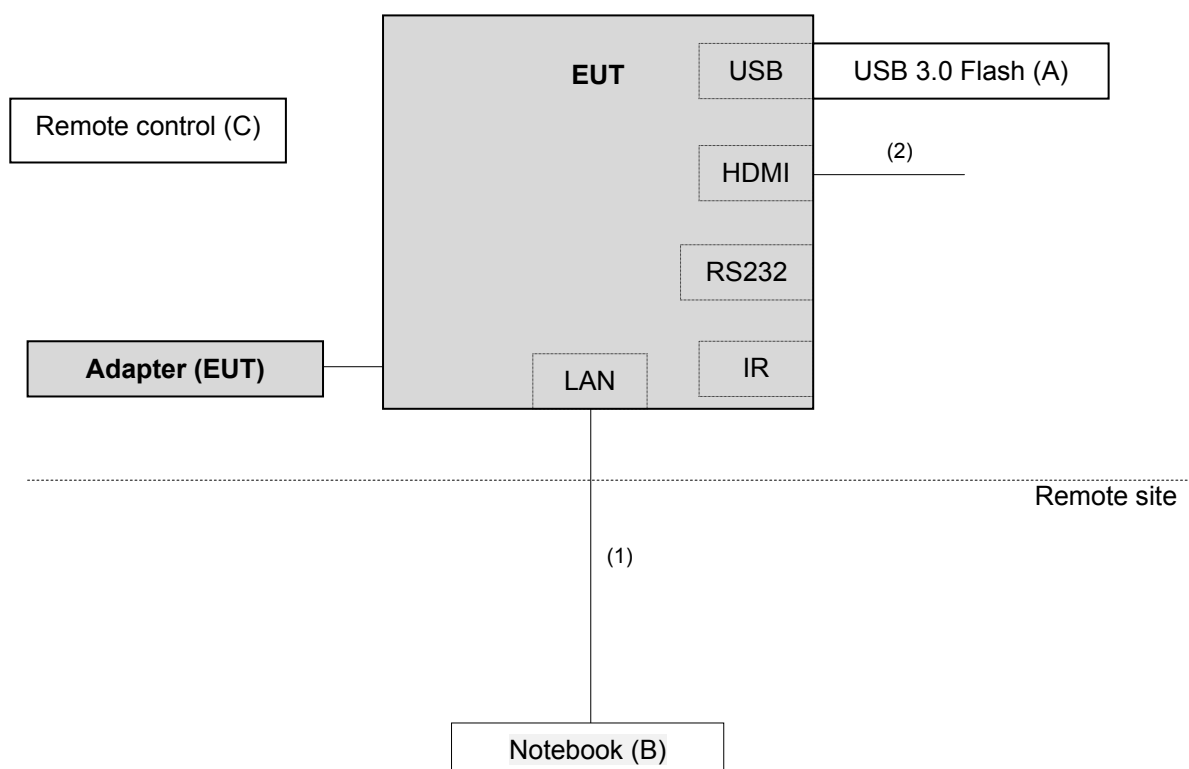 EUT
USB
USB 3.0 Flash (A)
Remote control (C)
(2)
HDMI
RS232
Adapter (EUT)
IR
LAN
Remote site
(1)
Notebook (B)